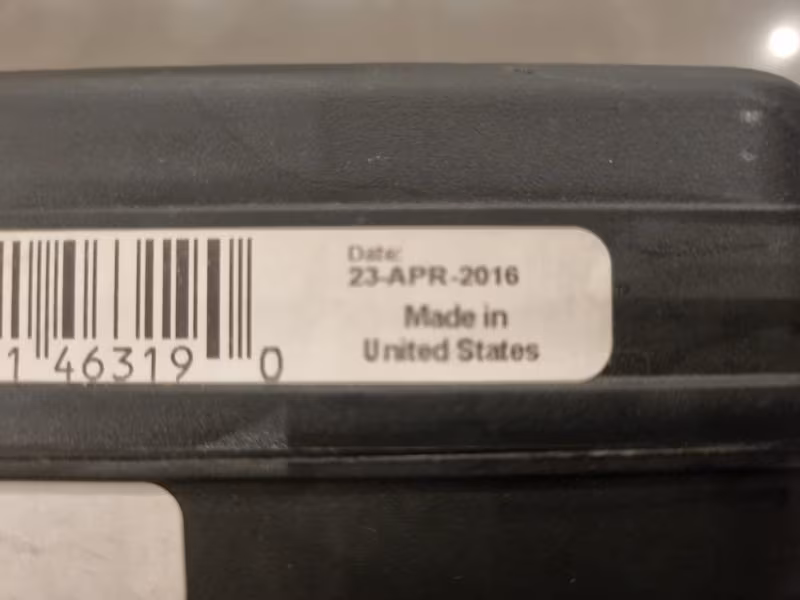 Date:
23-APR-2016
Made in
United States
1 46319 0